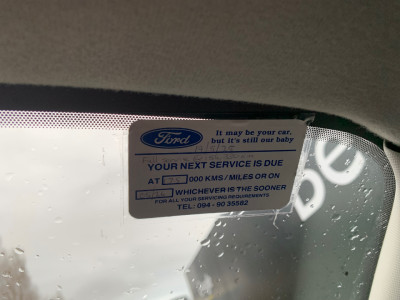 Ford
It may be your car,
but it's still our baby
YOUR NEXT SERVICE IS DUE
AT 000 KMS/MILES OR ON
WHICHEVER IS THE SOONER
FOR ALL YOUR SERVICING REQUIREMENTS
TEL: 094 - 90 35582